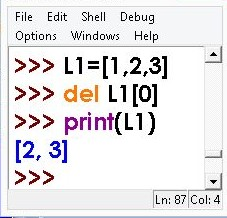 File Edit Shell Debug
Options Windows Help
>>> L1=[1,2,3]
>>> del L1[0]
>>> print(L1)
[2, 3]
>>>
Ln: 87 Col: 4